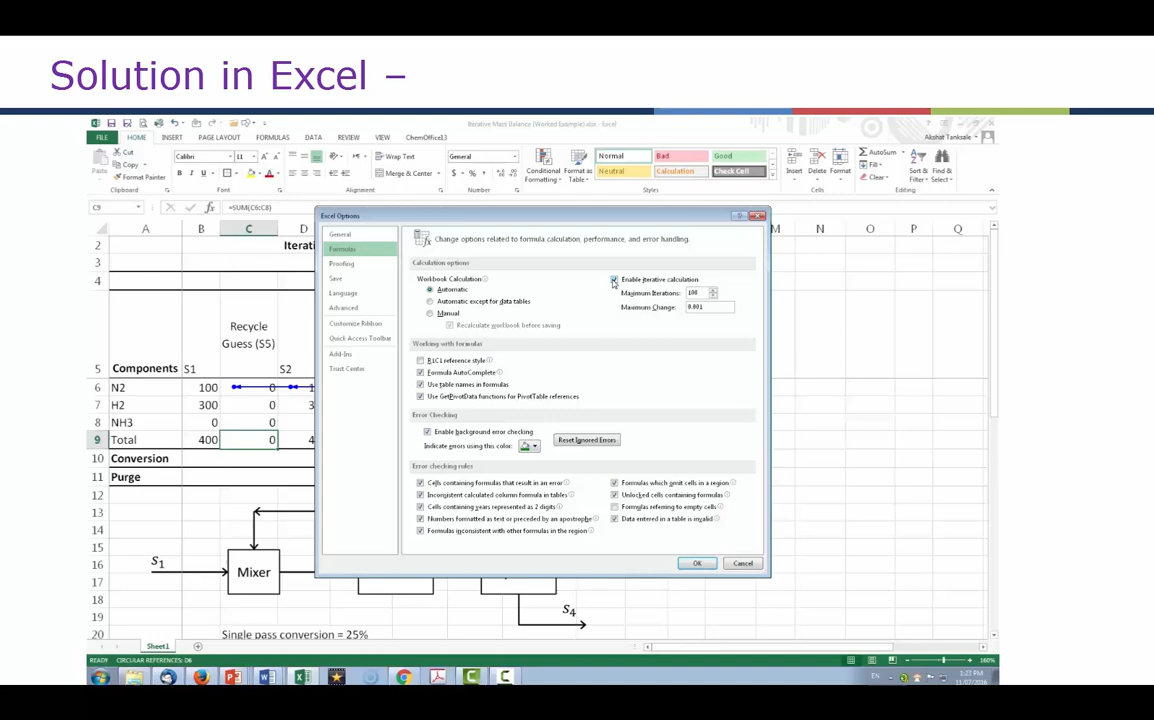 Solution in Excel –
Iterative Mass Balance (Worked Example).xlsx - Excel
FILE HOME INSERT PAGE LAYOUT FORMULAS DATA REVIEW VIEW ChemOffice13
Akshat Tanksale
Cut
Copy
Format Painter
Paste
Clipboard
Calibri 11
B I U
Font
Wrap Text
Merge & Center
Alignment
General
$ % ,
Number
Conditional Formatting
Format as Table
Normal Bad Good
Neutral Calculation Check Cell
Styles
Insert Delete Format
Cells
AutoSum
Fill
Clear
Sort & Filter
Find & Select
Editing
C9
=SUM(C6:C8)
A B C D M N O P Q
2 Iterati
3
4
5 Components S1 Recycle Guess (S5) S2
6 N2 100 0 1
7 H2 300 0 3
8 NH3 0 0
9 Total 400 0 4
10 Conversion
11 Purge
12
13
14
15
16
17
18
19
20
S1
Mixer
S4
Single pass conversion = 25%
Excel Options
General
Formulas
Proofing
Save
Language
Advanced
Customize Ribbon
Quick Access Toolbar
Add-Ins
Trust Center
Change options related to formula calculation, performance, and error handling.
Calculation options
Workbook Calculation
Automatic
Automatic except for data tables
Manual
Recalculate workbook before saving
Enable iterative calculation
Maximum Iterations: 100
Maximum Change: 0.001
Working with formulas
R1C1 reference style
Formula AutoComplete
Use table names in formulas
Use GetPivotData functions for PivotTable references
Error Checking
Enable background error checking
Indicate errors using this color:
Reset Ignored Errors
Error checking rules
Cells containing formulas that result in an error
Inconsistent calculated column formula in tables
Cells containing years represented as 2 digits
Numbers formatted as text or preceded by an apostrophe
Formulas inconsistent with other formulas in the region
Formulas which omit cells in a region
Unlocked cells containing formulas
Formulas referring to empty cells
Data entered in a table is invalid
OK Cancel
Sheet1
READY CIRCULAR REFERENCES: D6
160%
EN
1:23 PM
11/07/2016